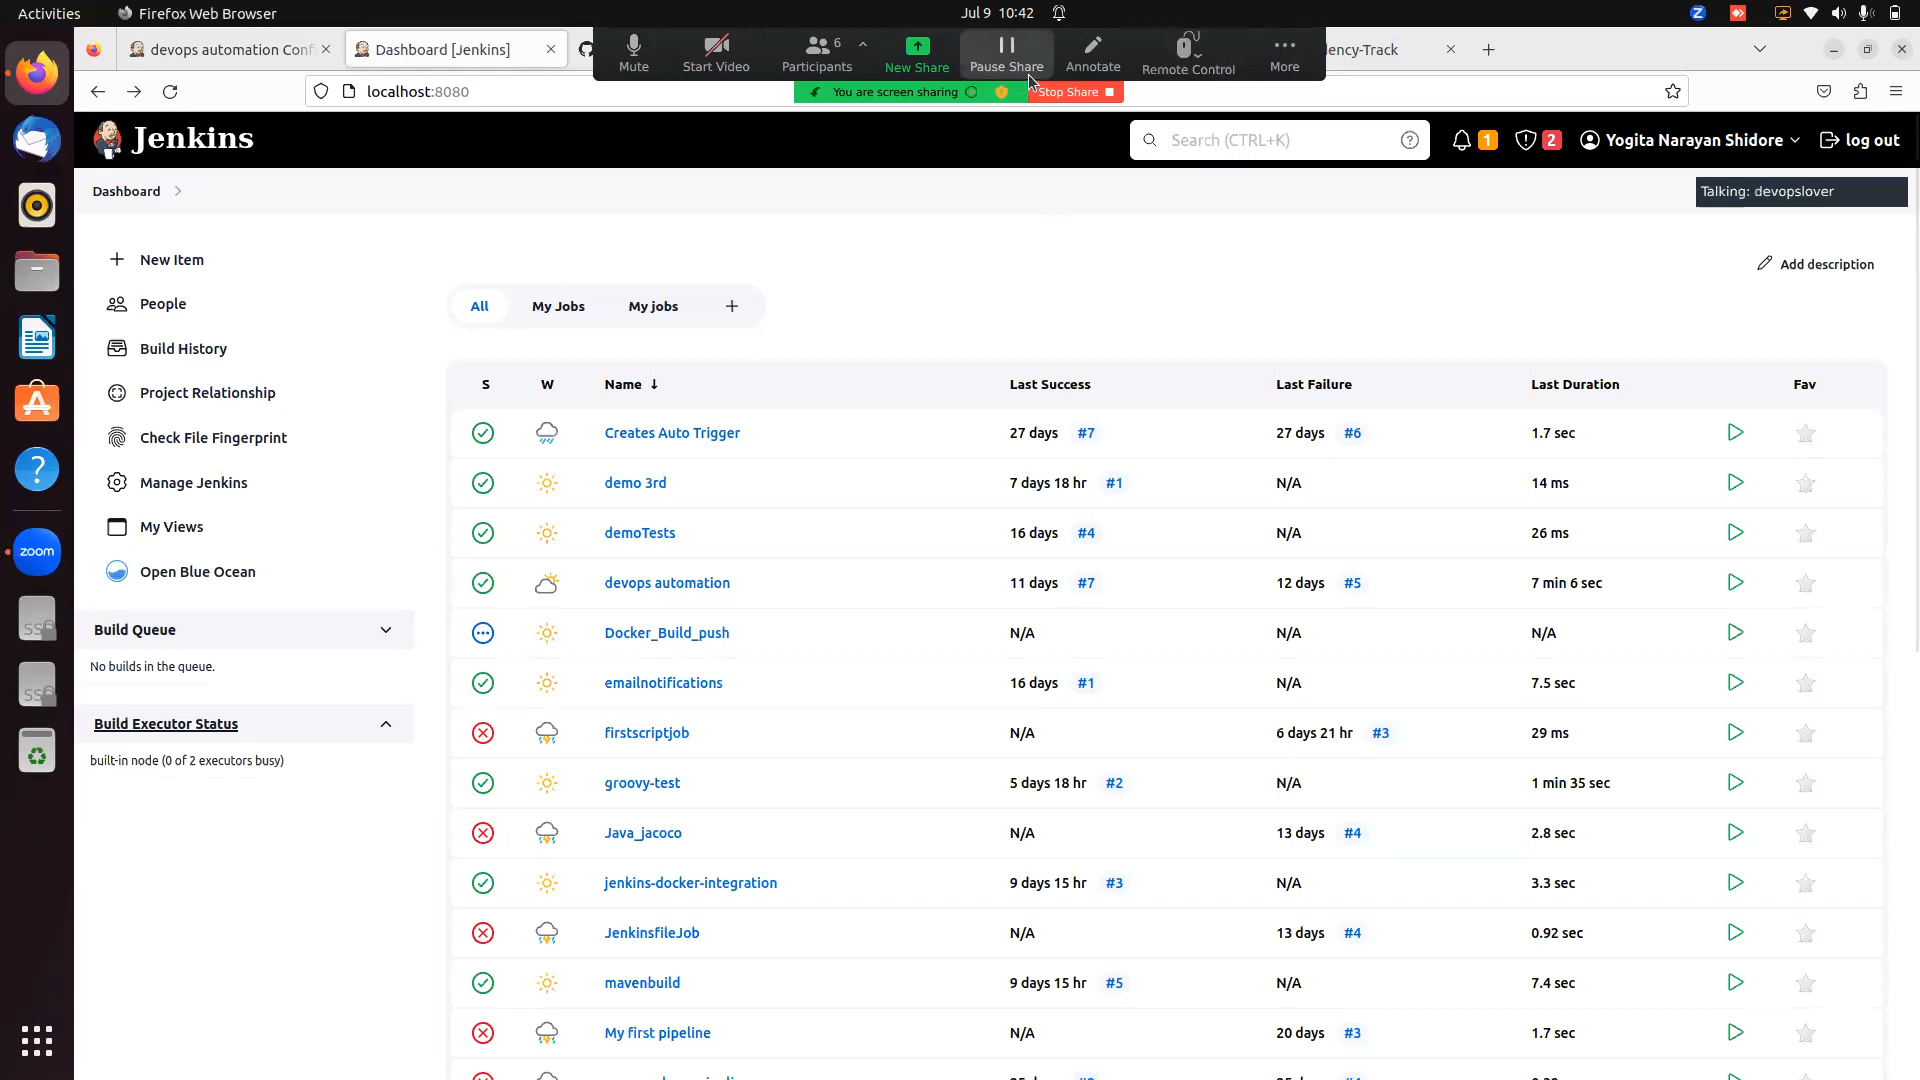 Activities
Firefox Web Browser
Jul 9 10:42
Z
devops automation Conf
Dashboard [Jenkins]
lency-Track
Mute
Start Video
6
Participants
New Share
Pause Share
Annotate
Remote Control
More
localhost:8080
You are screen sharing
Stop Share
Jenkins
Search (CTRL+K)
1
2
Yogita Narayan Shidore
log out
Dashboard
Talking: devopslover
New Item
People
Build History
Project Relationship
Check File Fingerprint
Manage Jenkins
My Views
Open Blue Ocean
Build Queue
No builds in the queue.
Build Executor Status
built-in node (0 of 2 executors busy)
zoom
SSD
SSD
Add description
All My Jobs My jobs
S W Name ↓ Last Success Last Failure Last Duration Fav
Creates Auto Trigger 27 days #7 27 days #6 1.7 sec
demo 3rd 7 days 18 hr #1 N/A 14 ms
demoTests 16 days #4 N/A 26 ms
devops automation 11 days #7 12 days #5 7 min 6 sec
Docker_Build_push N/A N/A N/A
emailnotifications 16 days #1 N/A 7.5 sec
firstscriptjob N/A 6 days 21 hr #3 29 ms
groovy-test 5 days 18 hr #2 N/A 1 min 35 sec
Java_jacoco N/A 13 days #4 2.8 sec
jenkins-docker-integration 9 days 15 hr #3 N/A 3.3 sec
JenkinsfileJob N/A 13 days #4 0.92 sec
mavenbuild 9 days 15 hr #5 N/A 7.4 sec
My first pipeline N/A 20 days #3 1.7 sec